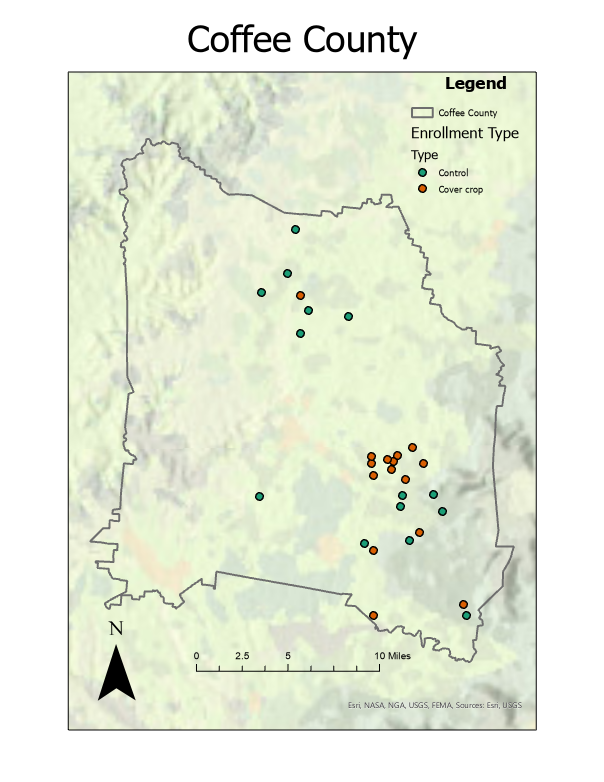 Coffee County
Legend
Coffee County
Enrollment Type
Type
Control
Cover crop
N
0 2.5 5 10 Miles
Esri, NASA, NGA, USGS, FEMA, Sources: Esri, USGS